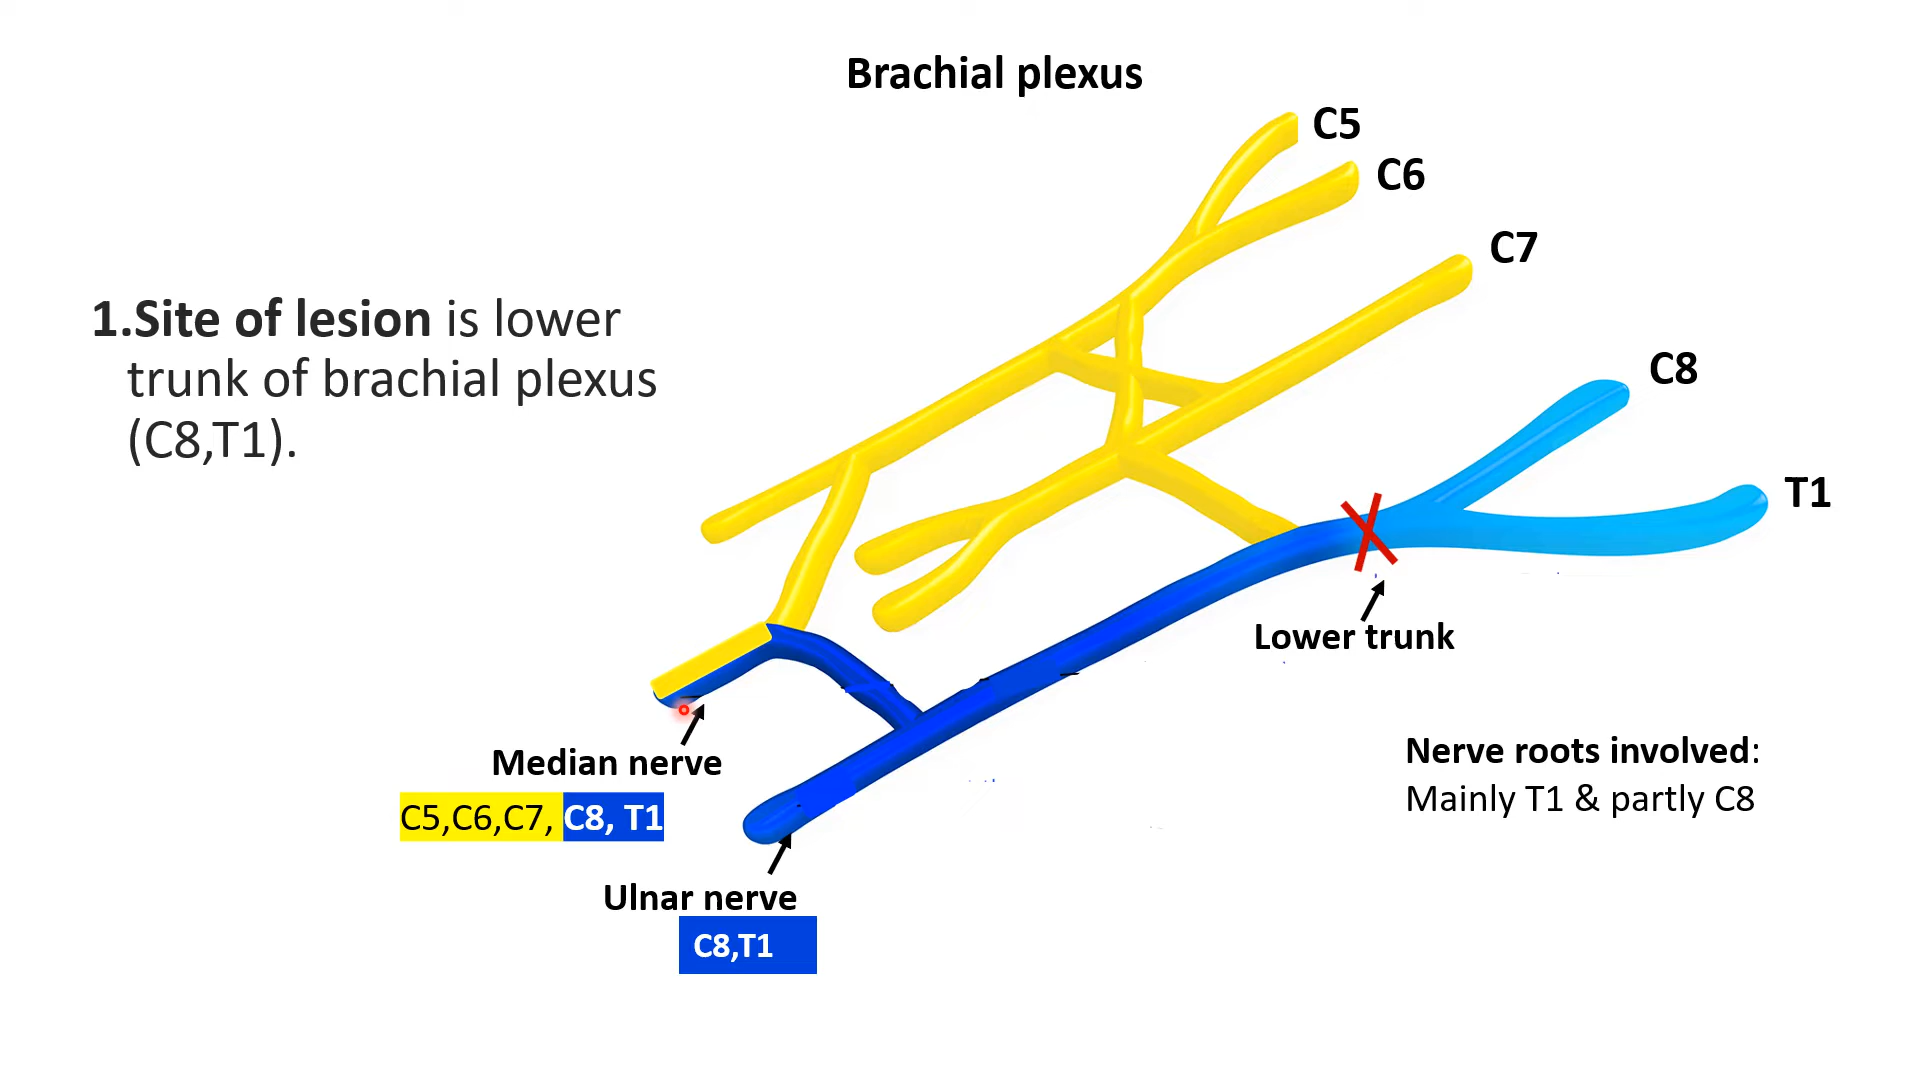 Brachial plexus
C5
C6
C7
C8
T1
1.Site of lesion is lower
trunk of brachial plexus
(C8,T1).
Lower trunk
Median nerve
C5,C6,C7, C8, T1
Ulnar nerve
C8,T1
Nerve roots involved:
Mainly T1 & partly C8